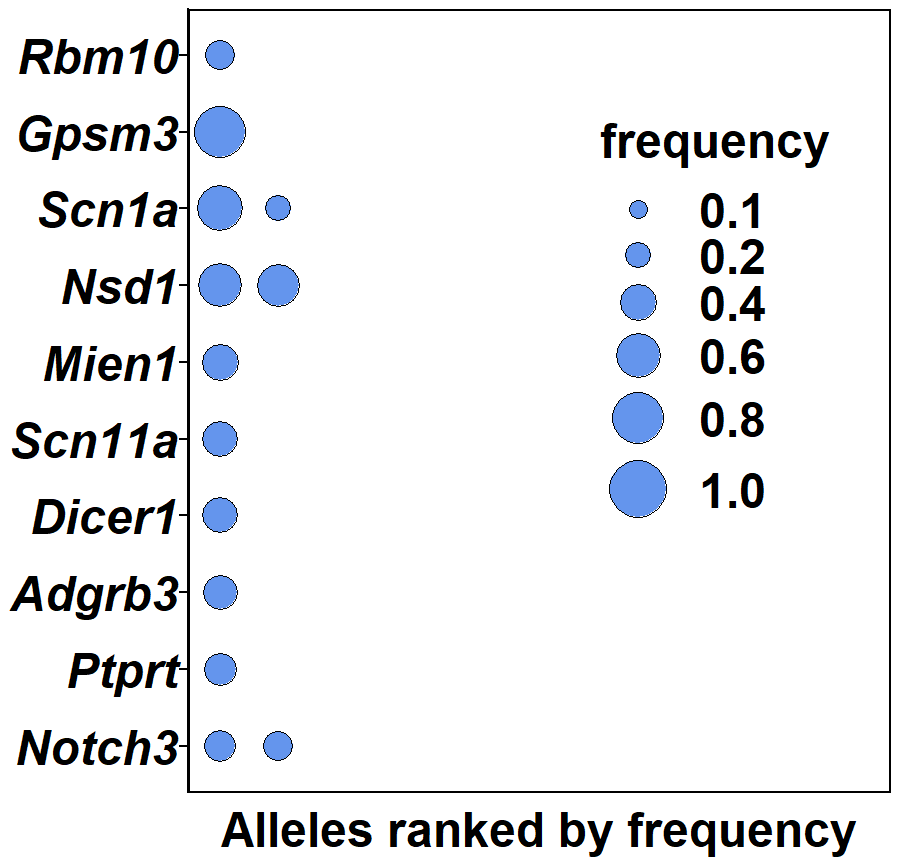 Rbm10
Gpsm3
Scn1a
Nsd1
Mien1
Scn11a
Dicer1
Adgrb3
Ptprt
Notch3
frequency
0.1
0.2
0.4
0.6
0.8
1.0
Alleles ranked by frequency